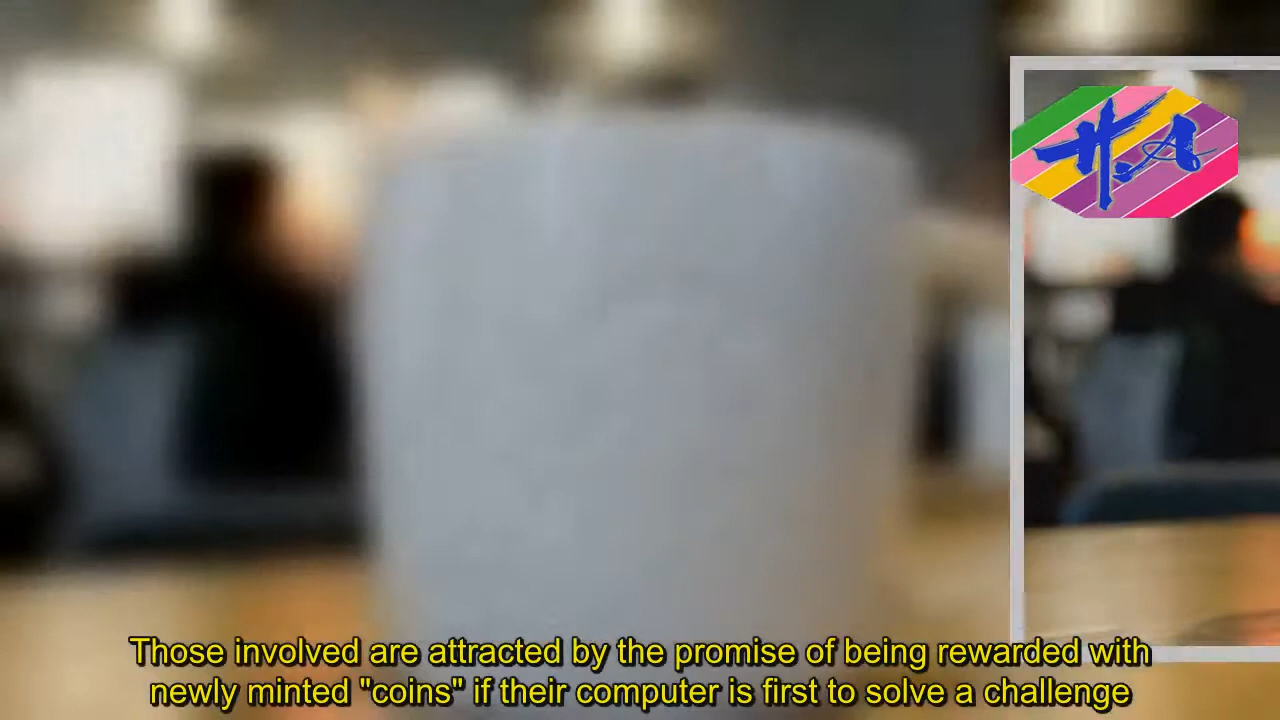 H.A
Those involved are attracted by the promise of being rewarded with
newly minted "coins" if their computer is first to solve a challenge